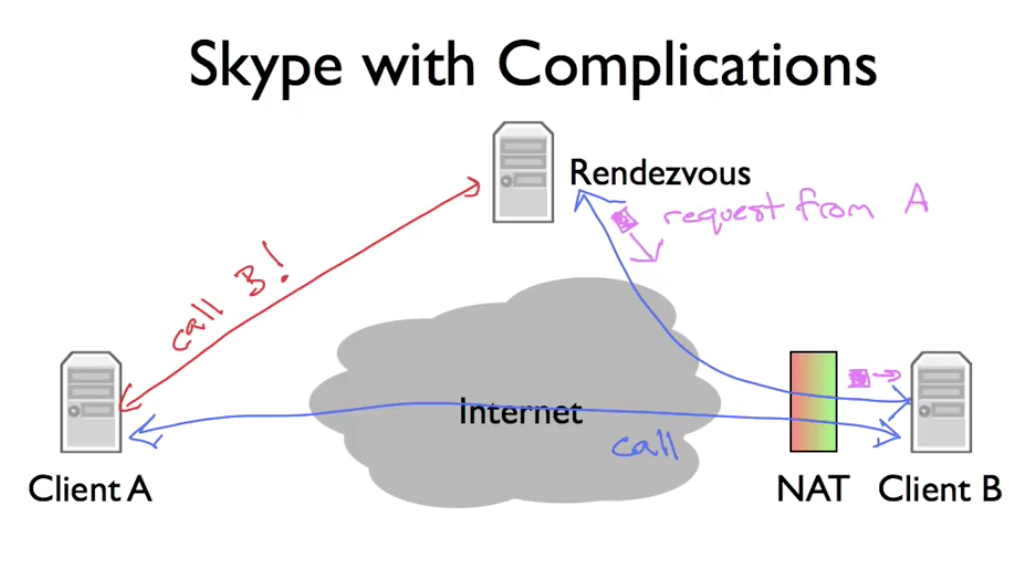 Skype with Complications
Rendezvous
request from A
call B!
Internet
call
Client A
NAT
Client B